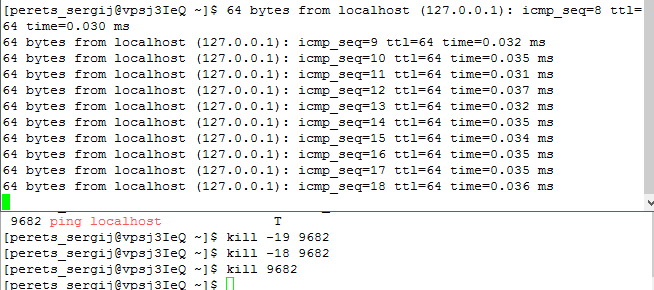 [perets_sergij@vpsj3IeQ ~]$ 64 bytes from localhost (127.0.0.1): icmp_seq=8 ttl=
64 time=0.030 ms
64 bytes from localhost (127.0.0.1): icmp_seq=9 ttl=64 time=0.032 ms
64 bytes from localhost (127.0.0.1): icmp_seq=10 ttl=64 time=0.035 ms
64 bytes from localhost (127.0.0.1): icmp_seq=11 ttl=64 time=0.031 ms
64 bytes from localhost (127.0.0.1): icmp_seq=12 ttl=64 time=0.037 ms
64 bytes from localhost (127.0.0.1): icmp_seq=13 ttl=64 time=0.032 ms
64 bytes from localhost (127.0.0.1): icmp_seq=14 ttl=64 time=0.035 ms
64 bytes from localhost (127.0.0.1): icmp_seq=15 ttl=64 time=0.034 ms
64 bytes from localhost (127.0.0.1): icmp_seq=16 ttl=64 time=0.035 ms
64 bytes from localhost (127.0.0.1): icmp_seq=17 ttl=64 time=0.035 ms
64 bytes from localhost (127.0.0.1): icmp_seq=18 ttl=64 time=0.036 ms
9682 ping localhost T
[perets_sergij@vpsj3IeQ ~]$ kill -19 9682
[perets_sergij@vpsj3IeQ ~]$ kill -18 9682
[perets_sergij@vpsj3IeQ ~]$ kill 9682
[perets_sergij@vpsj3IeQ ~]$